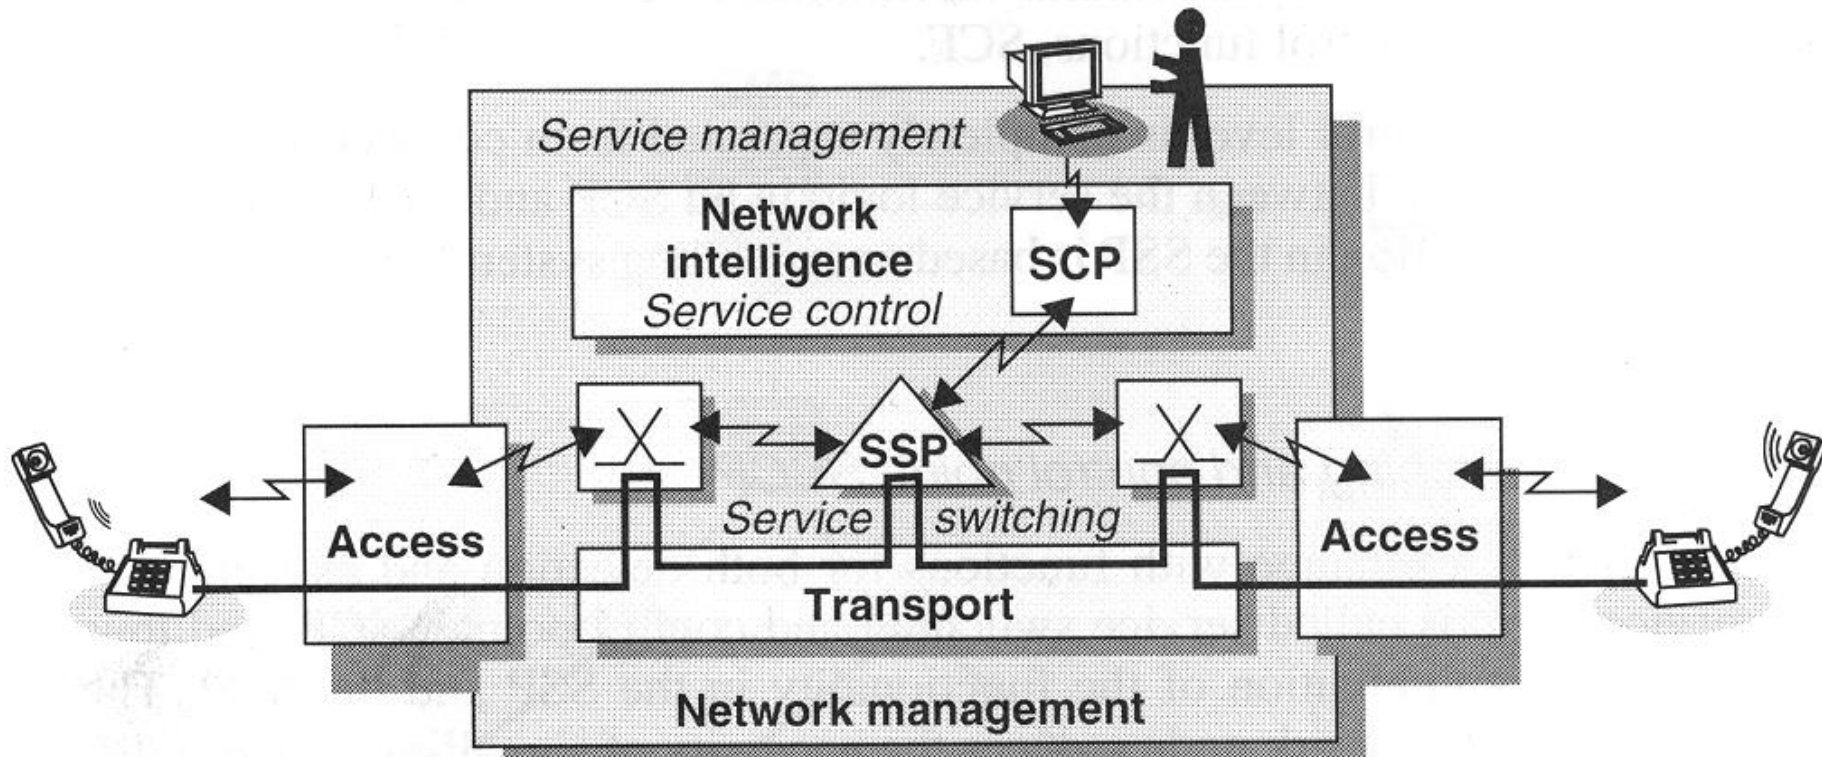 Service management
Network
intelligence
Service control
SCP
SSP
Service switching
Access
Access
Transport
Network management